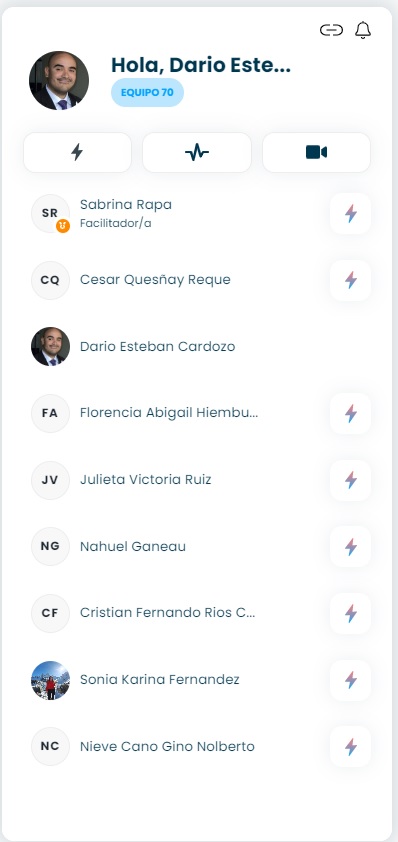 Hola, Dario Este...
EQUIPO 70
SR
Sabrina Rapa
Facilitador/a
CQ
Cesar Quesñay Reque
Dario Esteban Cardozo
FA
Florencia Abigail Hiembu...
JV
Julieta Victoria Ruiz
NG
Nahuel Ganeau
CF
Cristian Fernando Rios C...
Sonia Karina Fernandez
NC
Nieve Cano Gino Nolberto